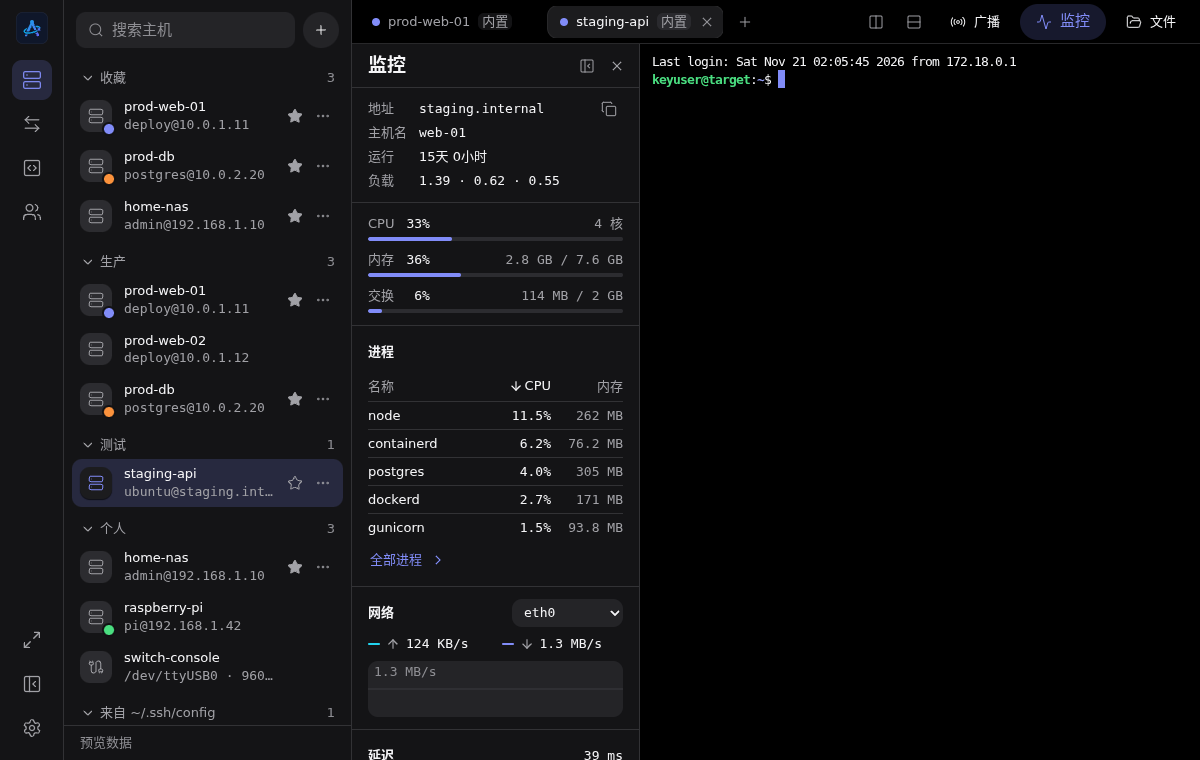 搜索主机
收藏 3
prod-web-01
deploy@10.0.1.11
prod-db
postgres@10.0.2.20
home-nas
admin@192.168.1.10
生产 3
prod-web-01
deploy@10.0.1.11
prod-web-02
deploy@10.0.1.12
prod-db
postgres@10.0.2.20
测试 1
staging-api
ubuntu@staging.int…
个人 3
home-nas
admin@192.168.1.10
raspberry-pi
pi@192.168.1.42
switch-console
/dev/ttyUSB0 · 960…
来自 ~/.ssh/config 1
预览数据
prod-web-01 内置
staging-api 内置
广播
监控
文件
监控
地址 staging.internal
主机名 web-01
运行 15天 0小时
负载 1.39 · 0.62 · 0.55
CPU 33% 4 核
内存 36% 2.8 GB / 7.6 GB
交换 6% 114 MB / 2 GB
进程
名称 CPU 内存
node 11.5% 262 MB
containerd 6.2% 76.2 MB
postgres 4.0% 305 MB
dockerd 2.7% 171 MB
gunicorn 1.5% 93.8 MB
全部进程
网络 eth0
124 KB/s 1.3 MB/s
1.3 MB/s
延迟 39 ms
Last login: Sat Nov 21 02:05:45 2026 from 172.18.0.1
keyuser@target:~$